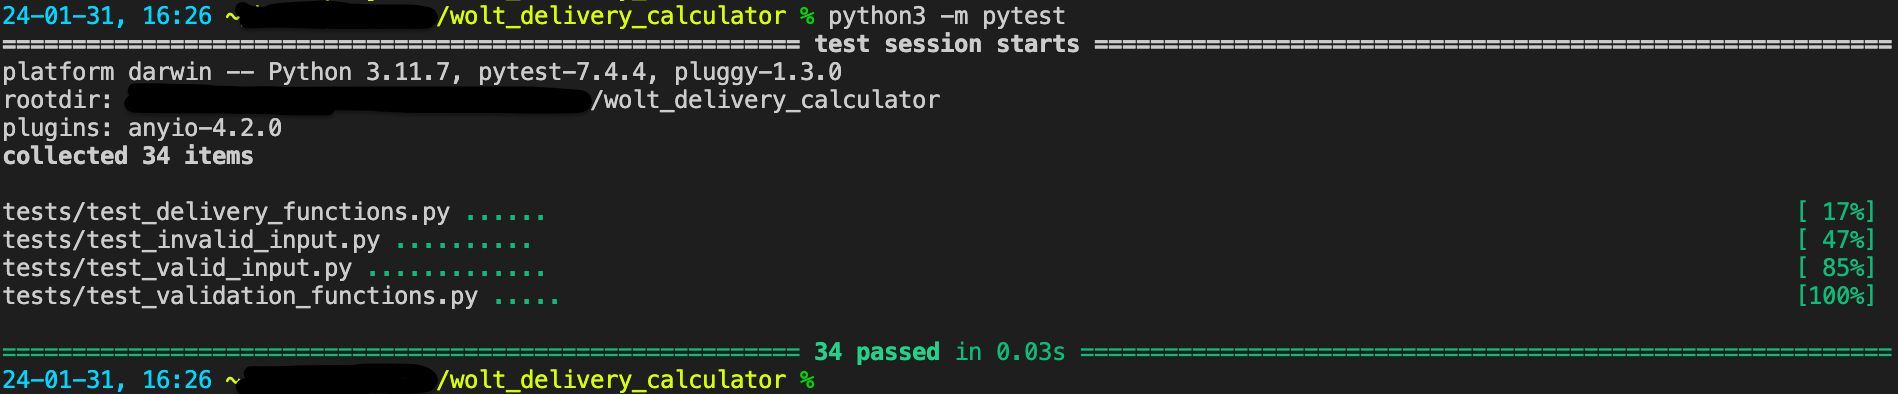 24-01-31, 16:26 ~/wolt_delivery_calculator % python3 -m pytest
============================= test session starts =============================
platform darwin -- Python 3.11.7, pytest-7.4.4, pluggy-1.3.0
rootdir: /wolt_delivery_calculator
plugins: anyio-4.2.0
collected 34 items
tests/test_delivery_functions.py ...... [ 17%]
tests/test_invalid_input.py .......... [ 47%]
tests/test_valid_input.py ............. [ 85%]
tests/test_validation_functions.py ..... [100%]
============================= 34 passed in 0.03s =============================
24-01-31, 16:26 ~/wolt_delivery_calculator %